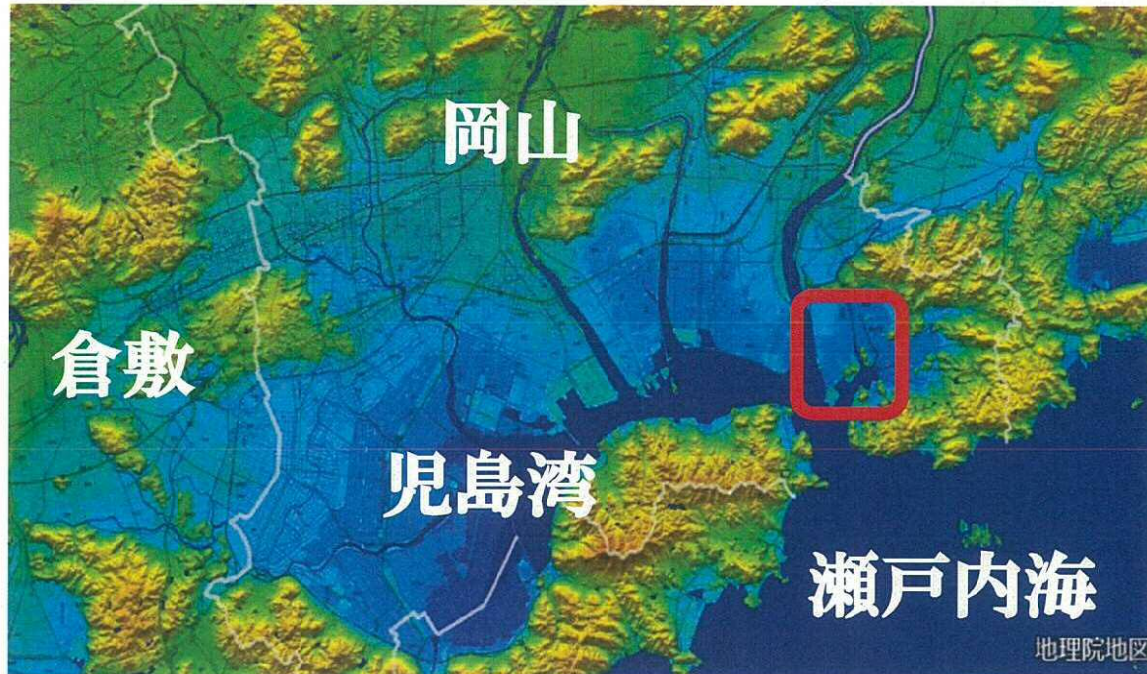 岡山
倉敷
児島湾
瀬戸内海
地理院地図